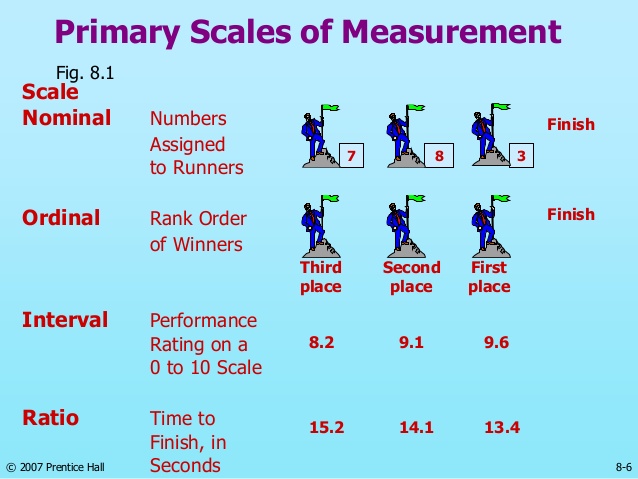 Primary Scales of Measurement
Fig. 8.1
Scale
Nominal Numbers Finish
Assigned
to Runners 7 8 3
Ordinal Rank Order Finish
of Winners
Third Second First
place place place
Interval Performance
Rating on a 8.2 9.1 9.6
0 to 10 Scale
Ratio Time to 15.2 14.1 13.4
Finish, in
Seconds
© 2007 Prentice Hall 8-6